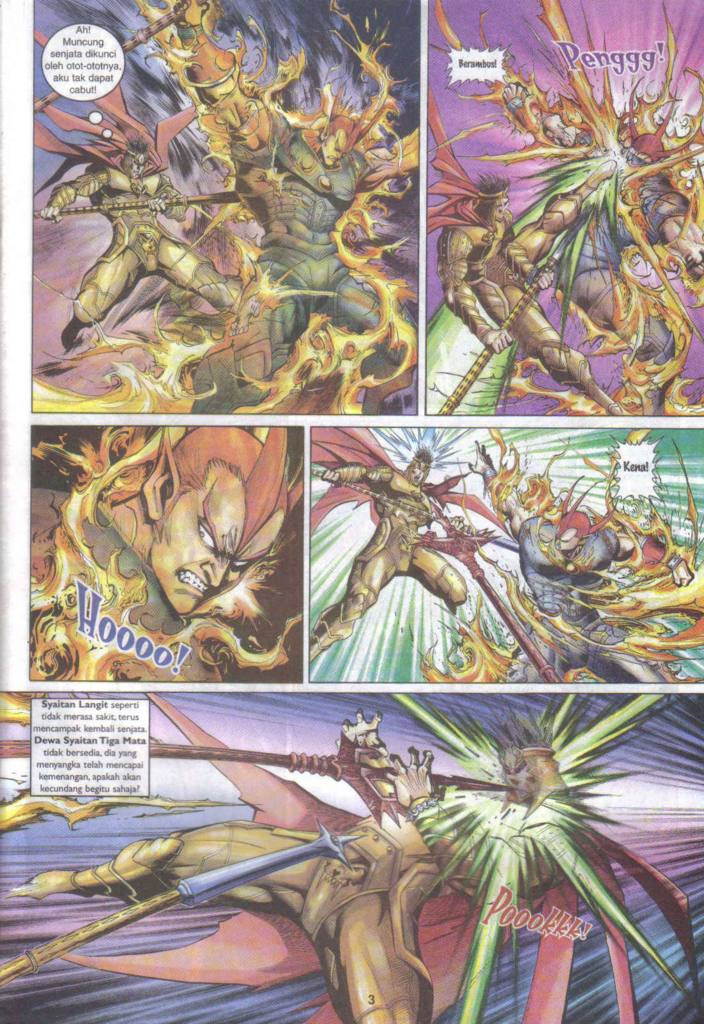 Ah!
Muncung
senjata dikunci
oleh otot-ototnya,
aku tak dapat
cabut!
Berambus!
Penggg!
Hoooo!
Kena!
Syaitan Langit seperti
tidak merasa sakit, terus
mencampak kembali senjata.
Dewa Syaitan Tiga Mata
tidak bersedia, dia yang
menyangka telah mencapai
kemenangan, apakah akan
kecundang begitu sahaja?
Poookkk!
3